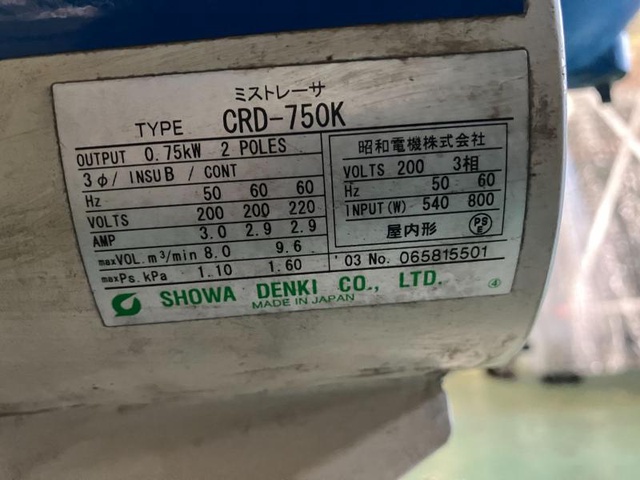 ミストレーサ
TYPE CRD-750K
OUTPUT 0.75kW 2 POLES
3φ/ INSU B / CONT
Hz 50 60 60
VOLTS 200 200 220
AMP 3.0 2.9 2.9
maxVOL. m³/min 8.0 9.6
maxPs. kPa 1.10 1.60
昭和電機株式会社
VOLTS 200 3相
Hz 50 60
INPUT(W) 540 800
屋内形 PSE
'03 No. 065815501
SHOWA DENKI CO., LTD.
MADE IN JAPAN ④